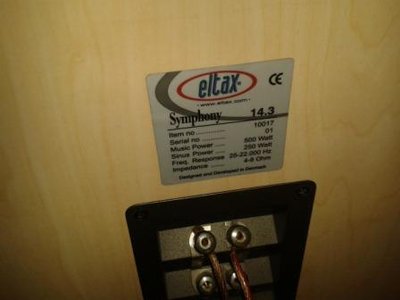 eltax
- www.eltax.com -
CE
Symphony 14.3
Item no .............. 10017
Serial no ............ 01
Music Power ..... 500 Watt
Sinus Power ..... 250 Watt
Freq. Response 25-22.000 Hz
Impedance ........ 4-8 Ohm
Designed and Developed in Denmark